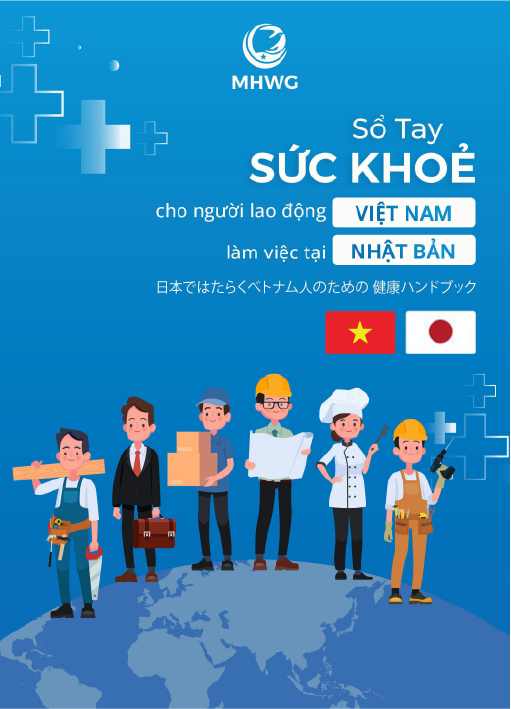 MHWG
Sổ Tay
SỨC KHOẺ
cho người lao động VIỆT NAM
làm việc tại NHẬT BẢN
日本ではたらくベトナム人のための 健康ハンドブック